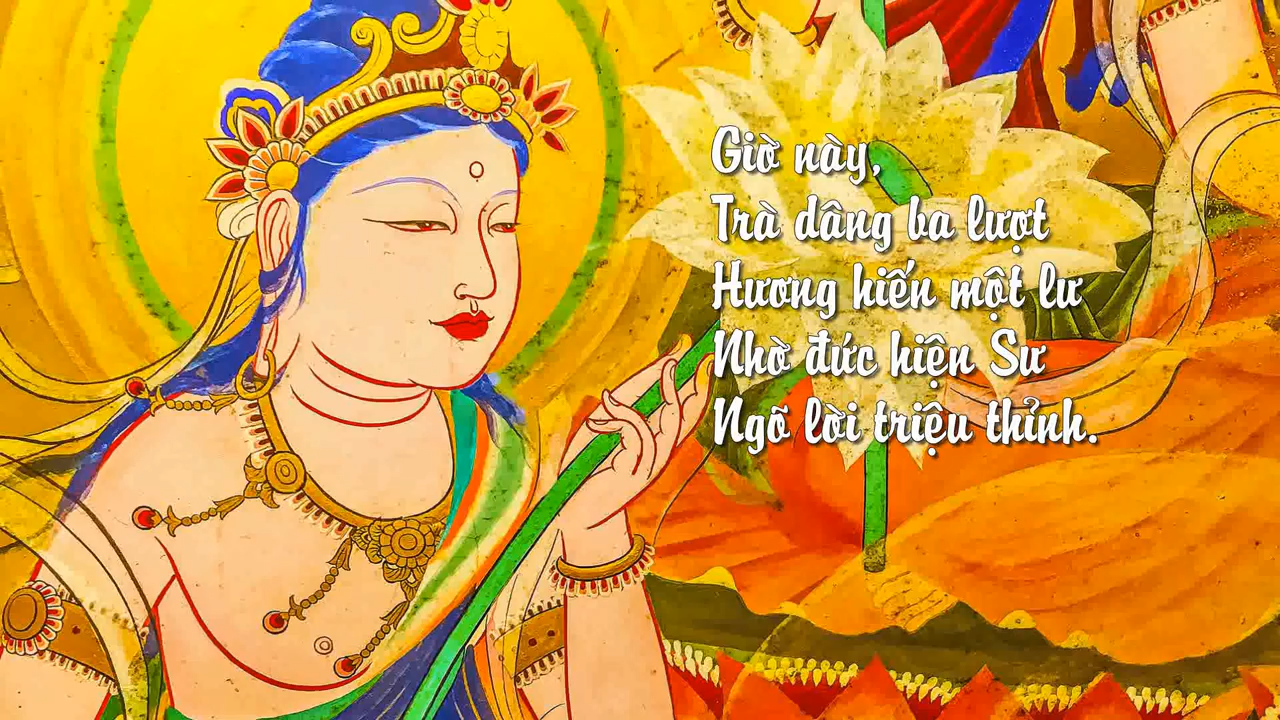 Giờ này,
Trà dâng ba lượt
Hương hiến một lư
Nhờ đức hiện Sư
Ngõ lời triệu thỉnh.